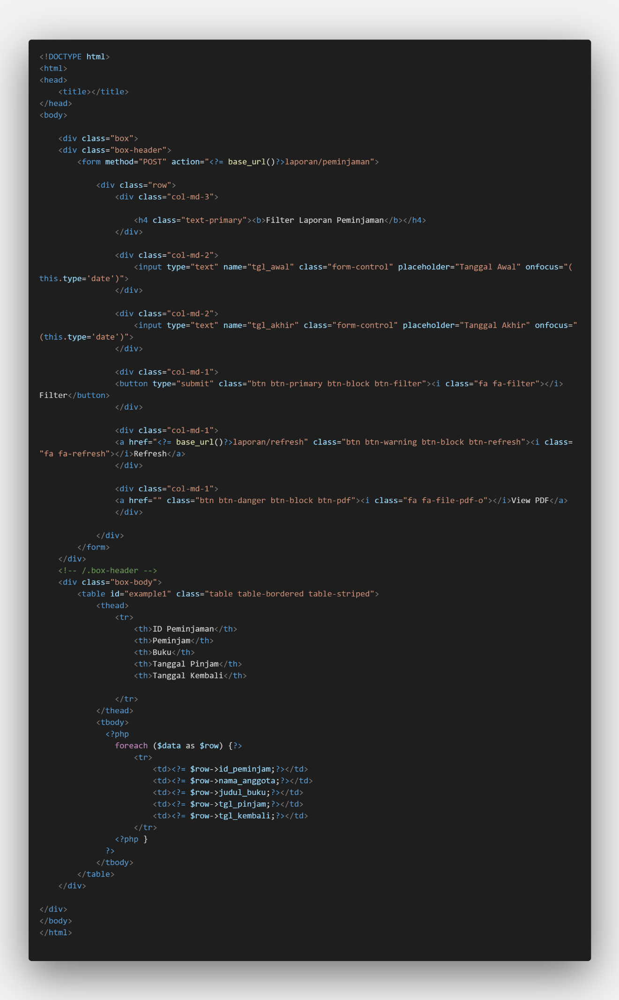 <!DOCTYPE html>
<html>
<head>
    <title></title>
</head>
<body>

    <div class="box">
    <div class="box-header">
        <form method="POST" action="<?= base_url()?>laporan/peminjaman">

            <div class="row">
                <div class="col-md-3">

                    <h4 class="text-primary"><b>Filter Laporan Peminjaman</b></h4>
                </div>

                <div class="col-md-2">
                    <input type="text" name="tgl_awal" class="form-control" placeholder="Tanggal Awal" onfocus="(
this.type='date')">
                </div>

                <div class="col-md-2">
                    <input type="text" name="tgl_akhir" class="form-control" placeholder="Tanggal Akhir" onfocus="
(this.type='date')">
                </div>

                <div class="col-md-1">
                <button type="submit" class="btn btn-primary btn-block btn-filter"><i class="fa fa-filter"></i>
Filter</button>
                </div>

                <div class="col-md-1">
                <a href="<?= base_url()?>laporan/refresh" class="btn btn-warning btn-block btn-refresh"><i class=
"fa fa-refresh"></i>Refresh</a>
                </div>

                <div class="col-md-1">
                <a href="" class="btn btn-danger btn-block btn-pdf"><i class="fa fa-file-pdf-o"></i>View PDF</a>
                </div>

            </div>
        </form>
    </div>
    <!-- /.box-header -->
    <div class="box-body">
        <table id="example1" class="table table-bordered table-striped">
            <thead>
                <tr>
                    <th>ID Peminjaman</th>
                    <th>Peminjam</th>
                    <th>Buku</th>
                    <th>Tanggal Pinjam</th>
                    <th>Tanggal Kembali</th>

                </tr>
            </thead>
            <tbody>
              <?php
                foreach ($data as $row) {?>
                    <tr>
                        <td><?= $row->id_peminjam;?></td>
                        <td><?= $row->nama_anggota;?></td>
                        <td><?= $row->judul_buku;?></td>
                        <td><?= $row->tgl_pinjam;?></td>
                        <td><?= $row->tgl_kembali;?></td>
                    </tr>
                <?php }
              ?>
            </tbody>
        </table>
    </div>

</div>
</body>
</html>